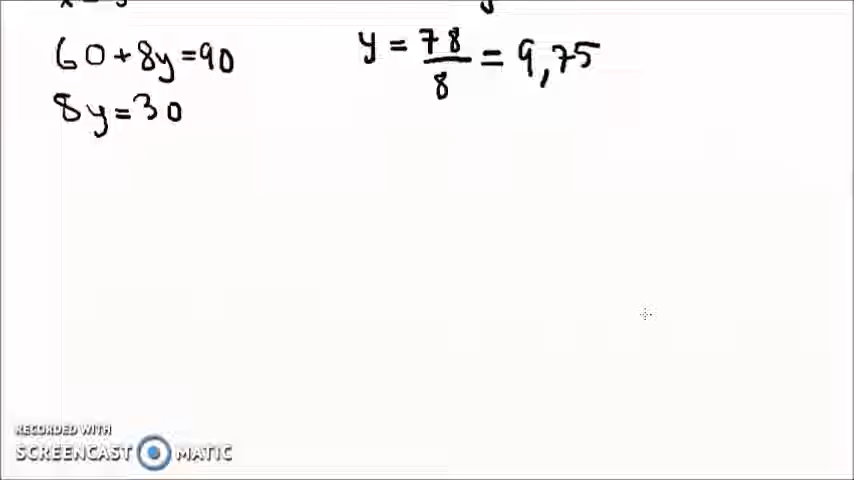 60+8y=90
8y=30
y = 78/8 = 9,75
RECORDED WITH
SCREENCAST MATIC